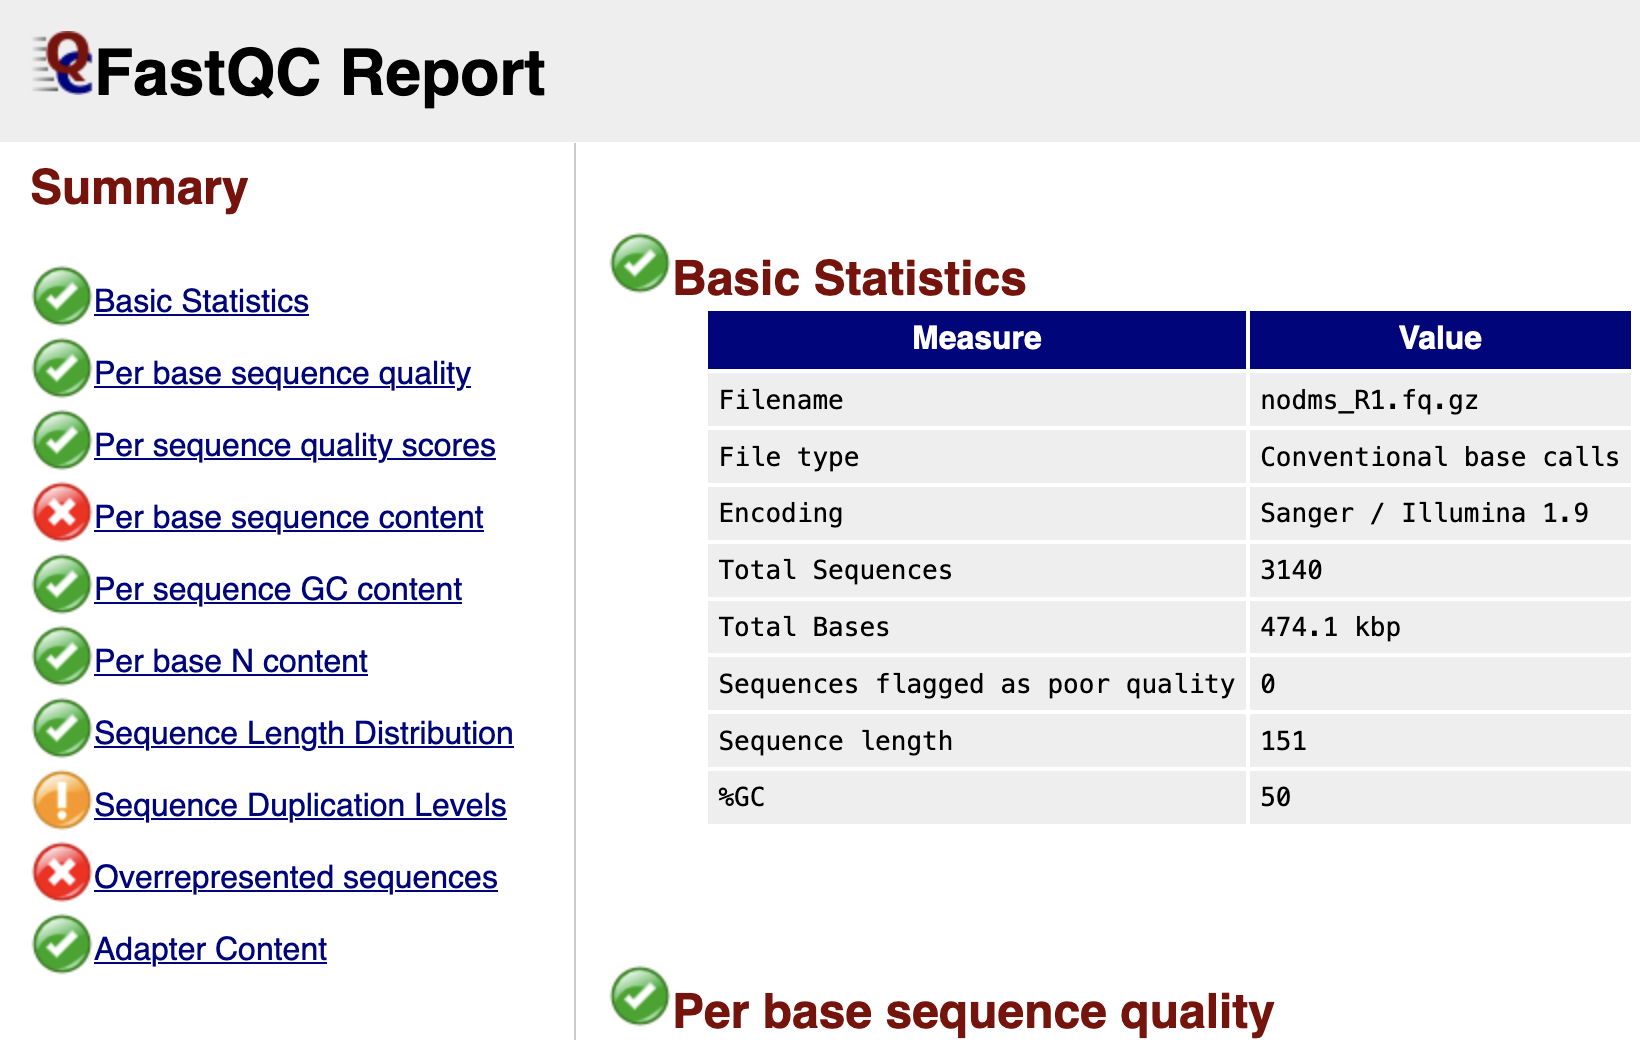 FastQC Report
Summary
Basic Statistics
Per base sequence quality
Per sequence quality scores
Per base sequence content
Per sequence GC content
Per base N content
Sequence Length Distribution
Sequence Duplication Levels
Overrepresented sequences
Adapter Content
Basic Statistics
Measure Value
Filename nodms_R1.fq.gz
File type Conventional base calls
Encoding Sanger / Illumina 1.9
Total Sequences 3140
Total Bases 474.1 kbp
Sequences flagged as poor quality 0
Sequence length 151
%GC 50
Per base sequence quality